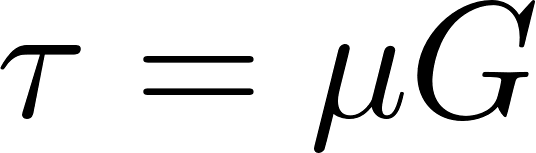 τ = μG